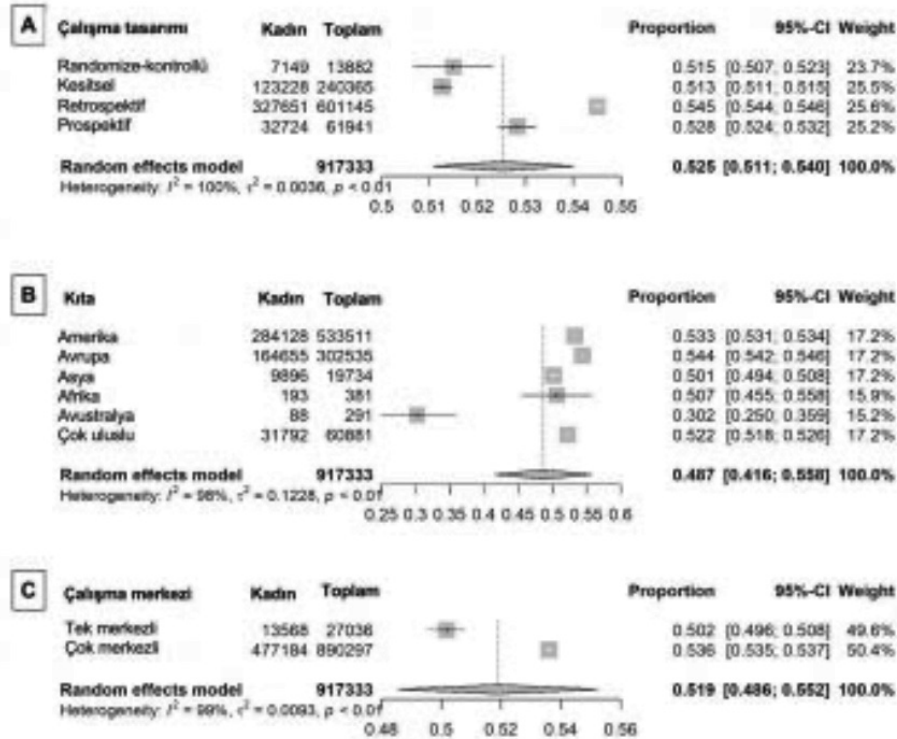 A Çalışma tasarımı Kadın Toplam Proportion 95%-CI Weight
Randomize-kontrollü 7149 13882 0.515 [0.507; 0.523] 23.7%
Kesitsel 123228 240365 0.513 [0.511; 0.515] 25.5%
Retrospektif 327651 601145 0.545 [0.544; 0.546] 25.6%
Prospektif 32724 61941 0.528 [0.524; 0.532] 25.2%
Random effects model 917333 0.525 [0.511; 0.540] 100.0%
Heterogeneity: I² = 100%, τ² = 0.0036, p < 0.01
0.5 0.51 0.52 0.53 0.54 0.55
B Kıta Kadın Toplam Proportion 95%-CI Weight
Amerika 284128 533511 0.533 [0.531; 0.534] 17.2%
Avrupa 164655 302535 0.544 [0.542; 0.546] 17.2%
Asya 9896 19734 0.501 [0.494; 0.508] 17.2%
Afrika 193 381 0.507 [0.455; 0.558] 15.9%
Avustralya 88 291 0.302 [0.250; 0.359] 15.2%
Çok uluslu 31792 60881 0.522 [0.518; 0.526] 17.2%
Random effects model 917333 0.487 [0.416; 0.558] 100.0%
Heterogeneity: I² = 98%, τ² = 0.1228, p < 0.01
0.25 0.3 0.35 0.4 0.45 0.5 0.55 0.6
C Çalışma merkezi Kadın Toplam Proportion 95%-CI Weight
Tek merkezli 13568 27036 0.502 [0.496; 0.508] 49.6%
Çok merkezli 477184 890297 0.536 [0.535; 0.537] 50.4%
Random effects model 917333 0.519 [0.486; 0.552] 100.0%
Heterogeneity: I² = 99%, τ² = 0.0093, p < 0.01
0.48 0.5 0.52 0.54 0.56